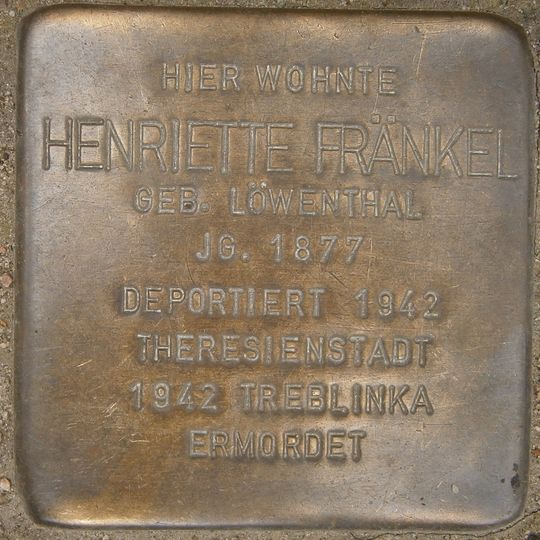 HIER WOHNTE
HENRIETTE FRÄNKEL
GEB. LÖWENTHAL
JG. 1877
DEPORTIERT 1942
THERESIENSTADT
1942 TREBLINKA
ERMORDET